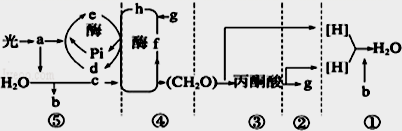 e h g
酶 [H]
光 a Pi 酶 f H₂O
d [H]
H₂O c (CH₂O) 丙酮酸 g
b b
⑤ ④ ③ ② ①